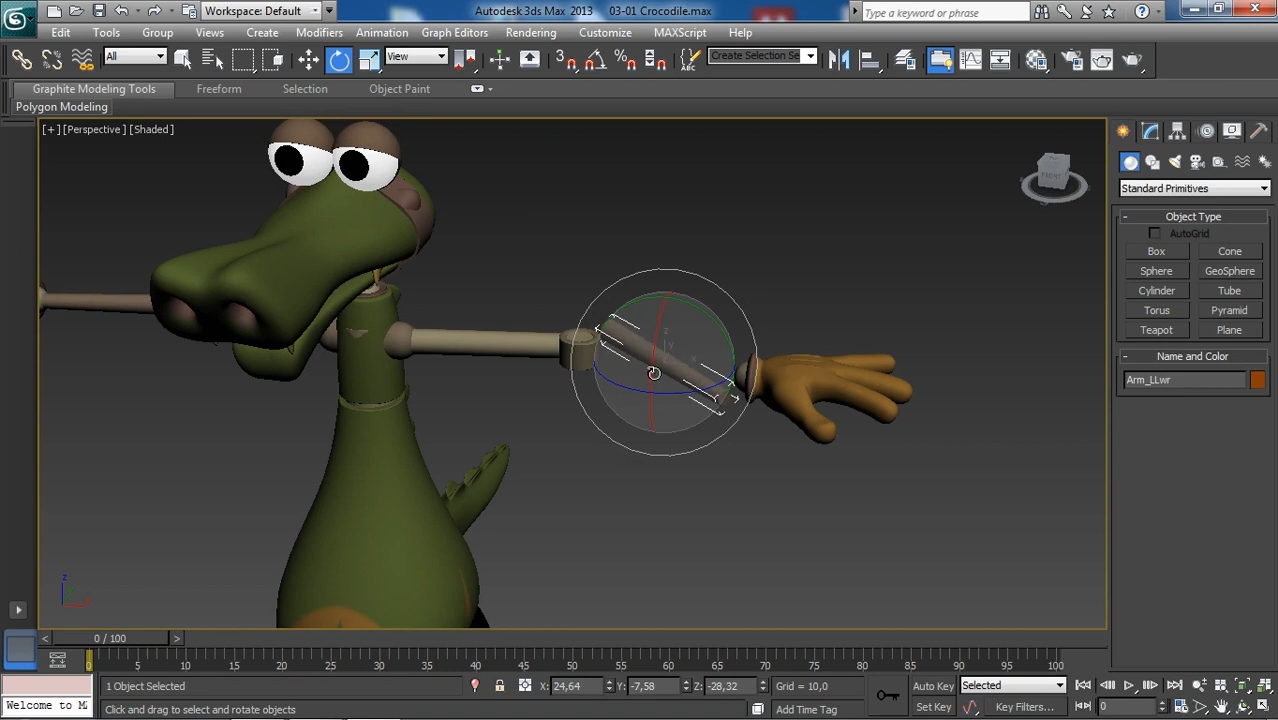 Workspace: Default
Autodesk 3ds Max 2013 03-01 Crocodile.max
Type a keyword or phrase
Edit Tools Group Views Create Modifiers Animation Graph Editors Rendering Customize MAXScript Help
All View 3 Create Selection Se
Graphite Modeling Tools Freeform Selection Object Paint
Polygon Modeling
[+] [Perspective] [Shaded]
FRONT
Standard Primitives
- Object Type
AutoGrid
Box Cone
Sphere GeoSphere
Cylinder Tube
Torus Pyramid
Teapot Plane
- Name and Color
Arm_LLwr
z
y
x
z
x
< 0 / 100 >
0 5 10 15 20 25 30 35 40 45 50 55 60 65 70 75 80 85 90 95 100
1 Object Selected X: 24,64 Y: -7,58 Z: -28,32 Grid = 10,0 Auto Key Selected
Welcome to M Click and drag to select and rotate objects Add Time Tag Set Key Key Filters... 0